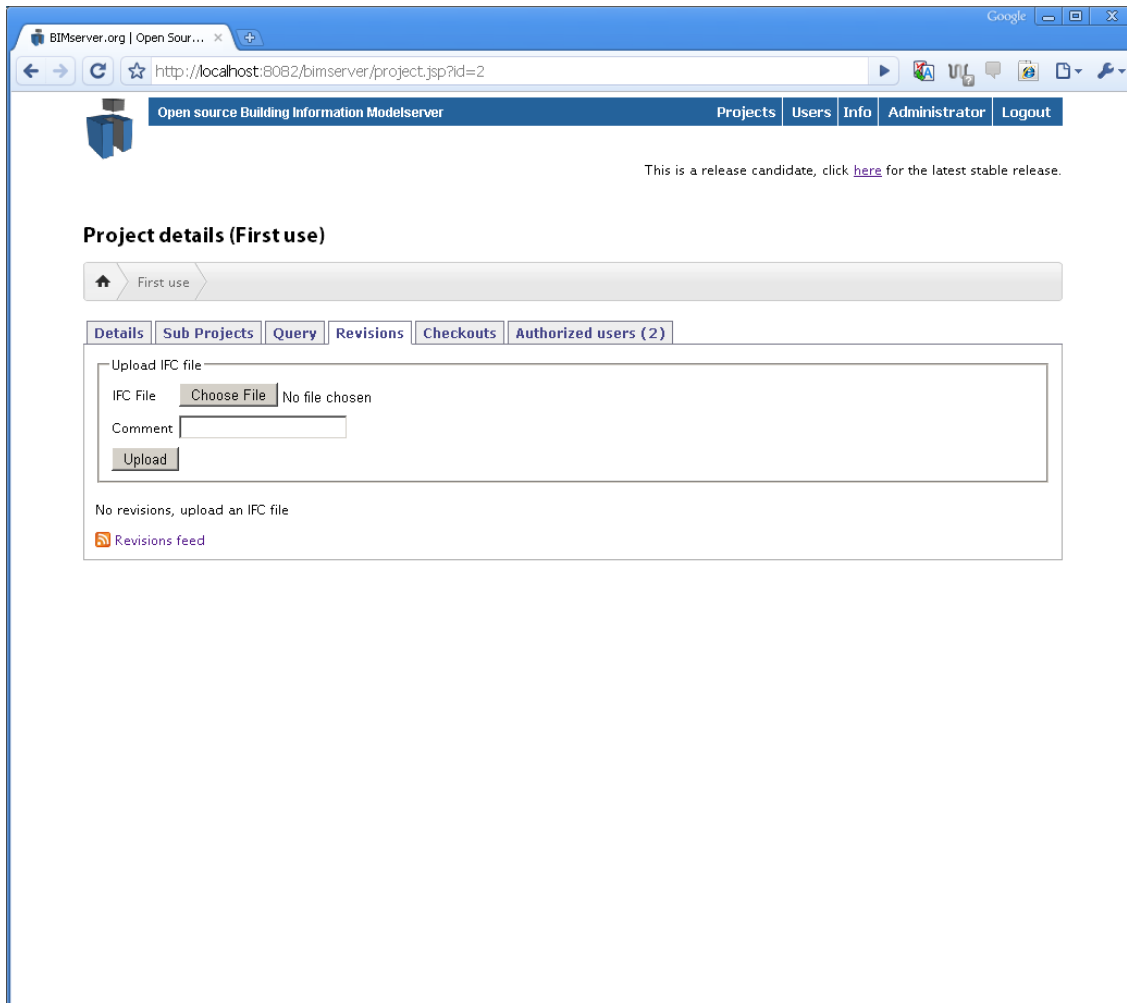 Google
BIMserver.org | Open Sour...
http://localhost:8082/bimserver/project.jsp?id=2
Open source Building Information Modelserver
Projects Users Info Administrator Logout
This is a release candidate, click here for the latest stable release.
Project details (First use)
First use
Details Sub Projects Query Revisions Checkouts Authorized users (2)
Upload IFC file
IFC File Choose File No file chosen
Comment
Upload
No revisions, upload an IFC file
Revisions feed